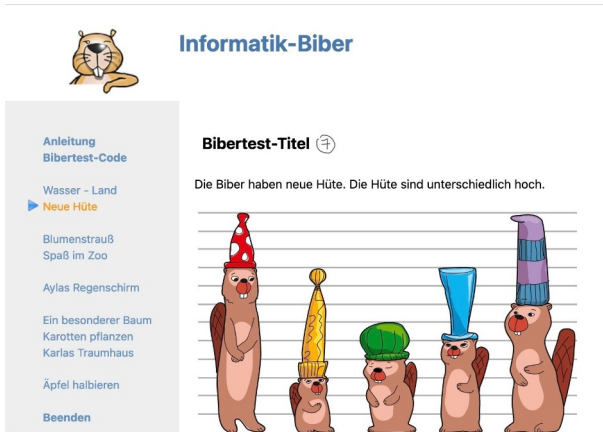 Informatik-Biber
Anleitung
Bibertest-Code
Wasser - Land
Neue Hüte
Blumenstrauß
Spaß im Zoo
Aylas Regenschirm
Ein besonderer Baum
Karotten pflanzen
Karlas Traumhaus
Äpfel halbieren
Beenden
Bibertest-Titel 7
Die Biber haben neue Hüte. Die Hüte sind unterschiedlich hoch.